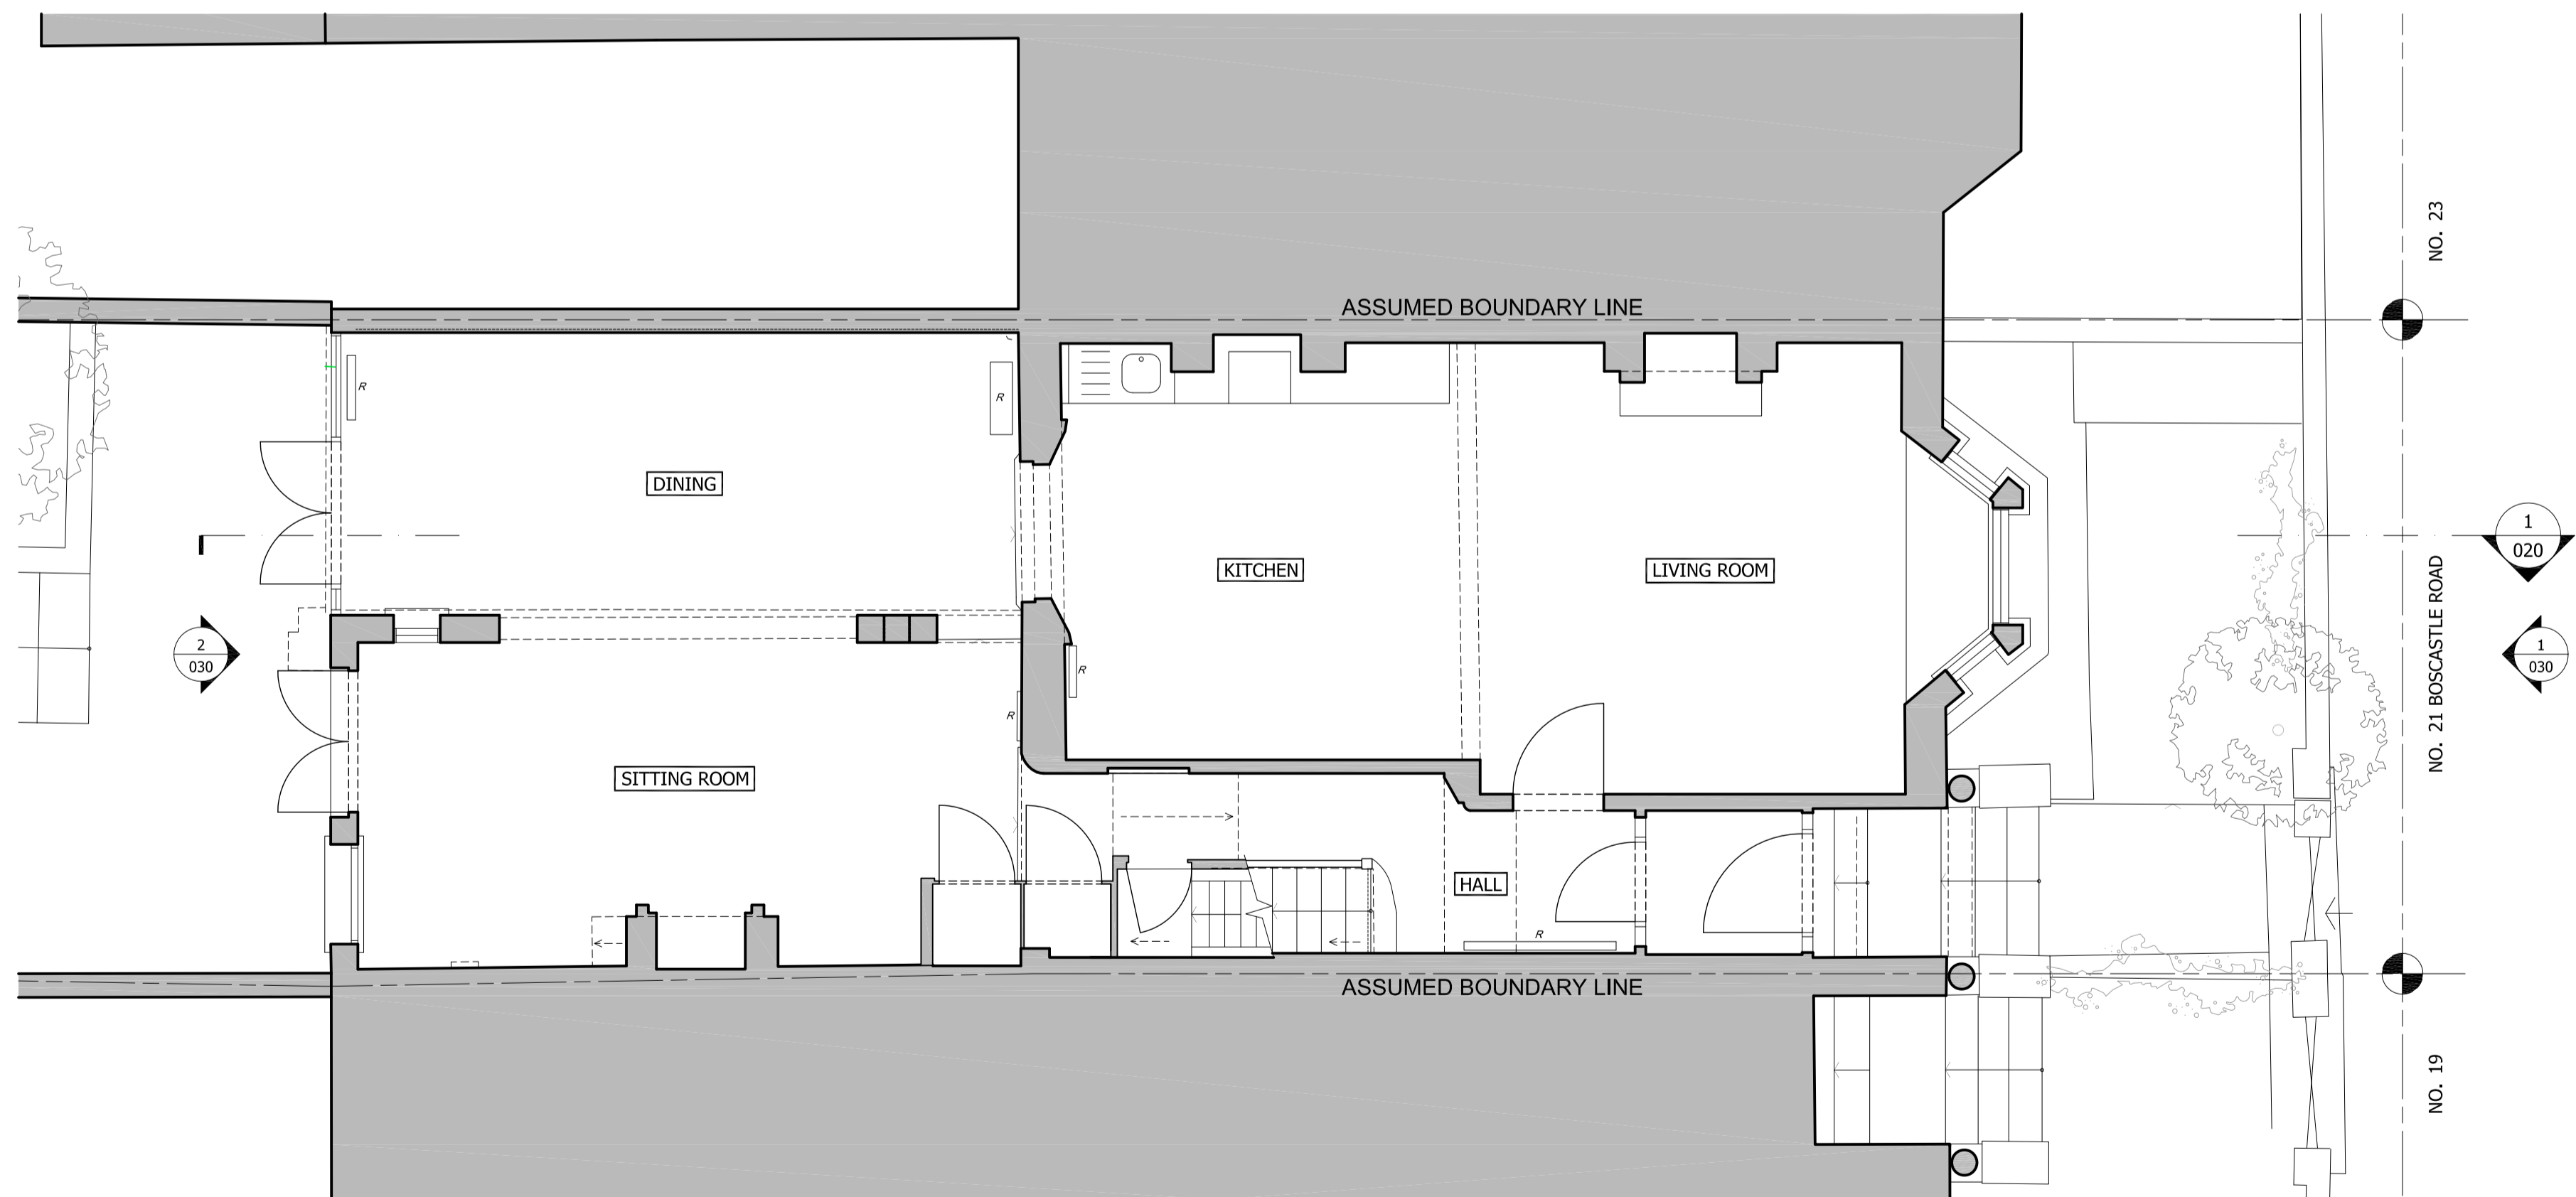 NO. 23
ASSUMED BOUNDARY LINE
R
R
DINING
1
020
KITCHEN
LIVING ROOM
NO. 21 BOSCASTLE ROAD
2
030
R
1
030
R
SITTING ROOM
HALL
R
ASSUMED BOUNDARY LINE
NO. 19